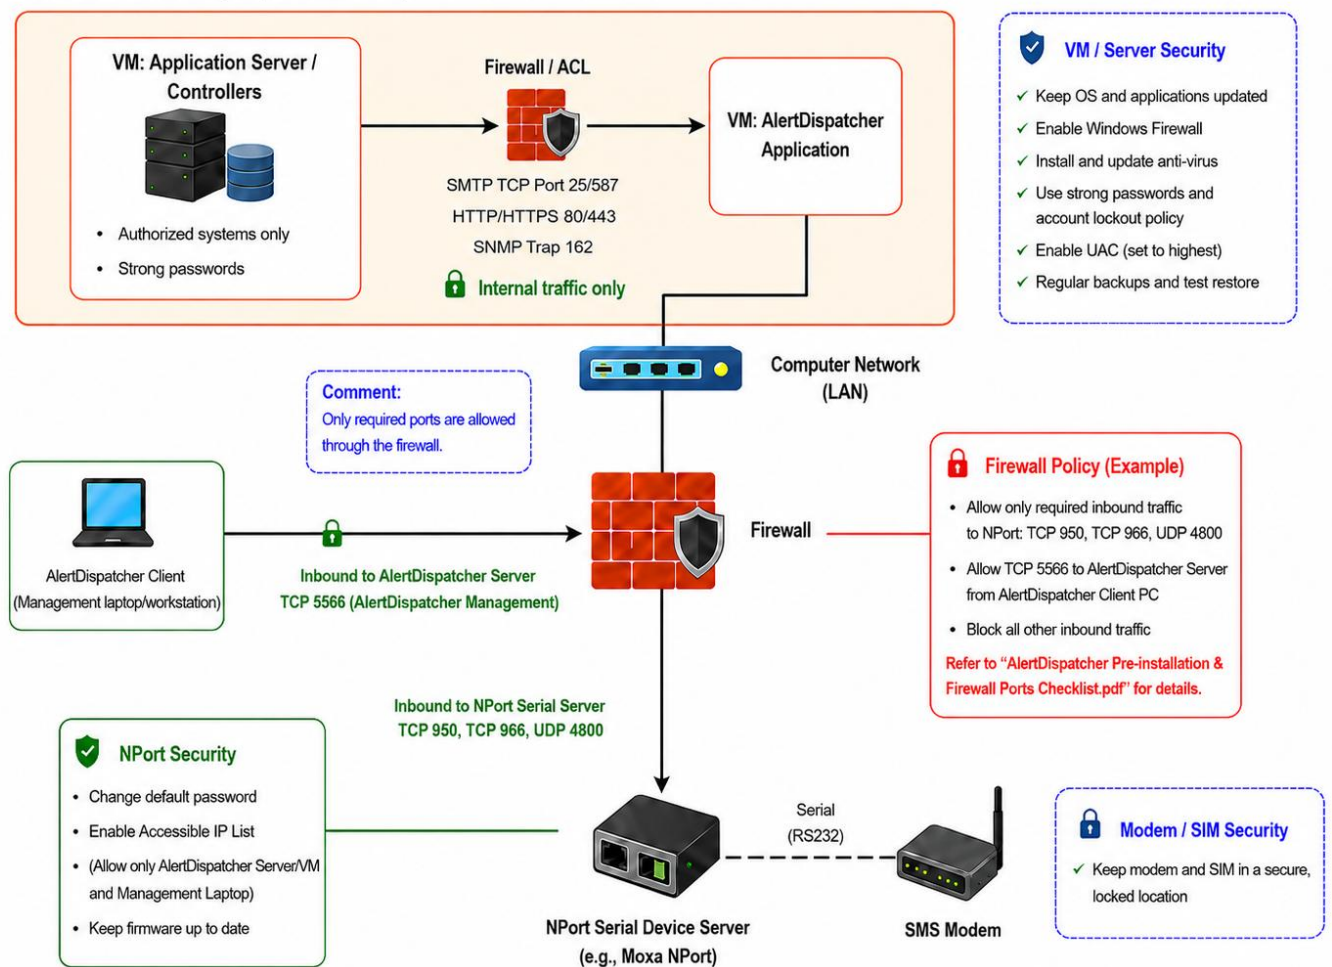 VM: Application Server /
Controllers
• Authorized systems only
• Strong passwords
Firewall / ACL
SMTP TCP Port 25/587
HTTP/HTTPS 80/443
SNMP Trap 162
Internal traffic only
VM: AlertDispatcher
Application
VM / Server Security
✓ Keep OS and applications updated
✓ Enable Windows Firewall
✓ Install and update anti-virus
✓ Use strong passwords and
account lockout policy
✓ Enable UAC (set to highest)
✓ Regular backups and test restore
Computer Network
(LAN)
Comment:
Only required ports are allowed
through the firewall.
AlertDispatcher Client
(Management laptop/workstation)
Inbound to AlertDispatcher Server
TCP 5566 (AlertDispatcher Management)
Firewall
Firewall Policy (Example)
• Allow only required inbound traffic
to NPort: TCP 950, TCP 966, UDP 4800
• Allow TCP 5566 to AlertDispatcher Server
from AlertDispatcher Client PC
• Block all other inbound traffic
Refer to “AlertDispatcher Pre-installation &
Firewall Ports Checklist.pdf” for details.
Inbound to NPort Serial Server
TCP 950, TCP 966, UDP 4800
NPort Security
• Change default password
• Enable Accessible IP List
• (Allow only AlertDispatcher Server/VM
and Management Laptop)
• Keep firmware up to date
NPort Serial Device Server
(e.g., Moxa NPort)
Serial
(RS232)
SMS Modem
Modem / SIM Security
✓ Keep modem and SIM in a secure,
locked location